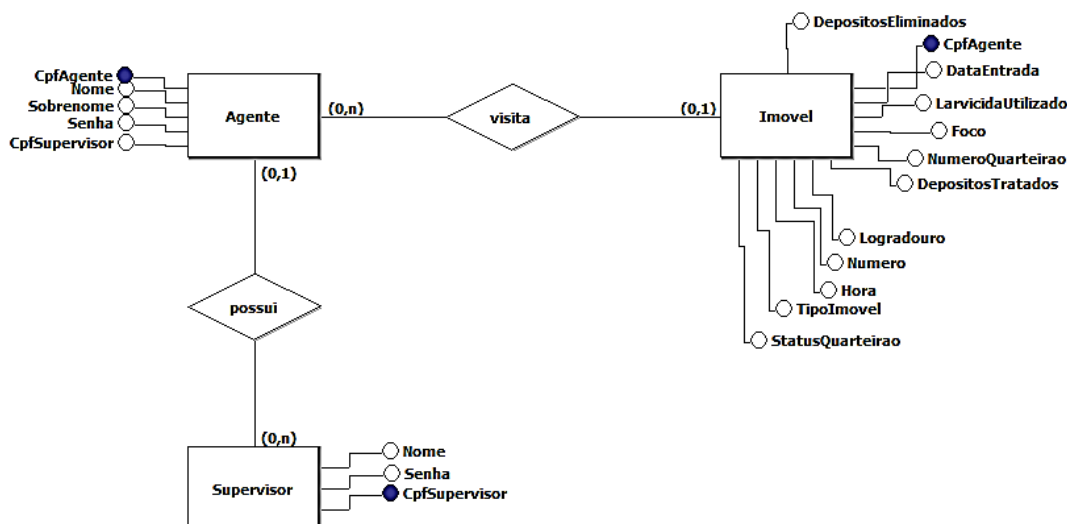 DepositosEliminados
CpfAgente
DataEntrada
LarvicidaUtilizado
Foco
NumeroQuarteirao
DepositosTratados
Logradouro
Numero
Hora
TipoImovel
StatusQuarteirao
CpfAgente
Nome
Sobrenome
Senha
CpfSupervisor
Agente
(0,n)
visita
(0,1)
Imovel
(0,1)
possui
(0,n)
Supervisor
Nome
Senha
CpfSupervisor